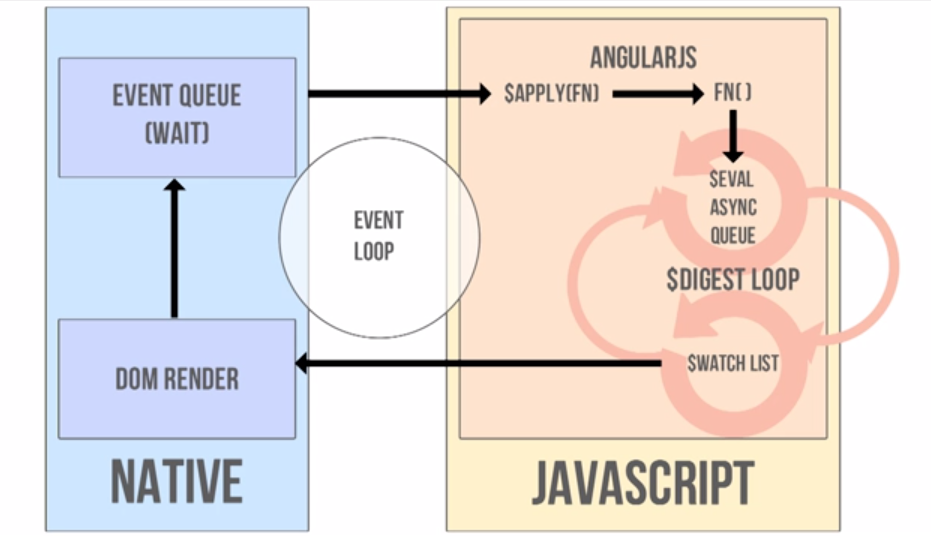 EVENT QUEUE
(WAIT)
EVENT
LOOP
DOM RENDER
NATIVE
ANGULARJS
$APPLY(FN)
FN( )
$EVAL
ASYNC
QUEUE
$DIGEST LOOP
$WATCH LIST
JAVASCRIPT